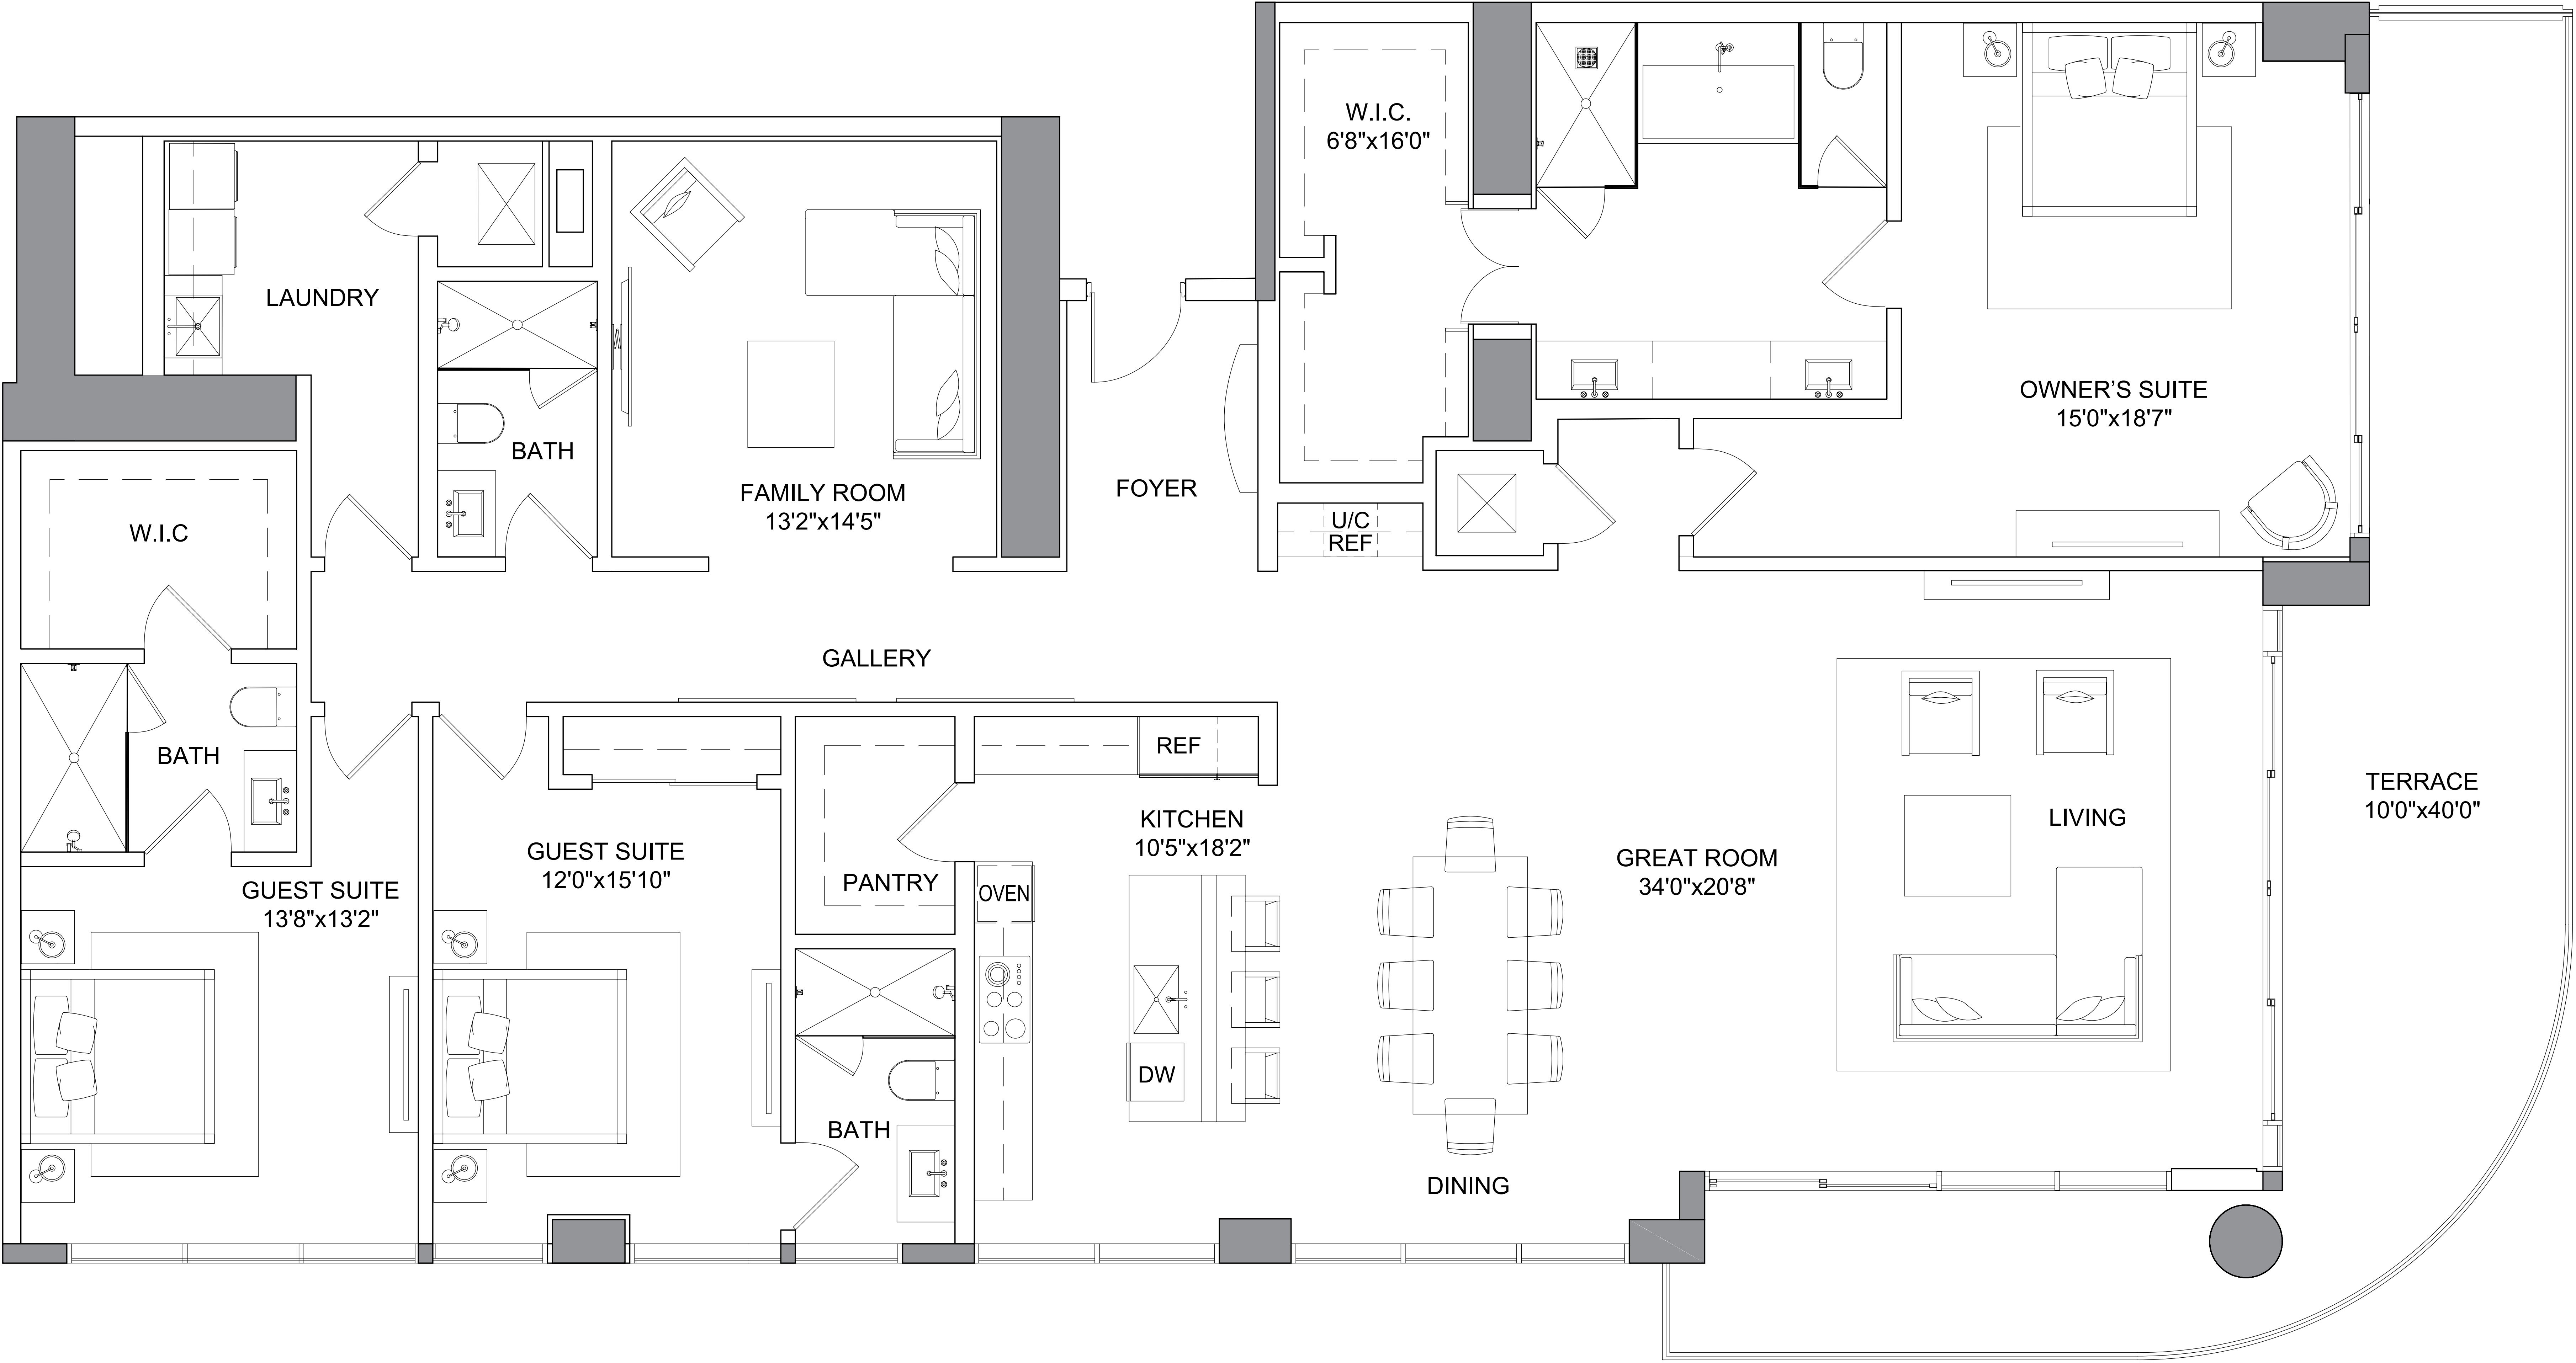 W.I.C.
6'8"x16'0"
LAUNDRY
OWNER’S SUITE
15'0"x18'7"
BATH
FAMILY ROOM
13'2"x14'5"
FOYER
U/C
REF
W.I.C
GALLERY
BATH
REF
KITCHEN
10'5"x18'2"
LIVING
TERRACE
10'0"x40'0"
GUEST SUITE
12'0"x15'10"
GREAT ROOM
34'0"x20'8"
GUEST SUITE
13'8"x13'2"
PANTRY
OVEN
DW
BATH
DINING